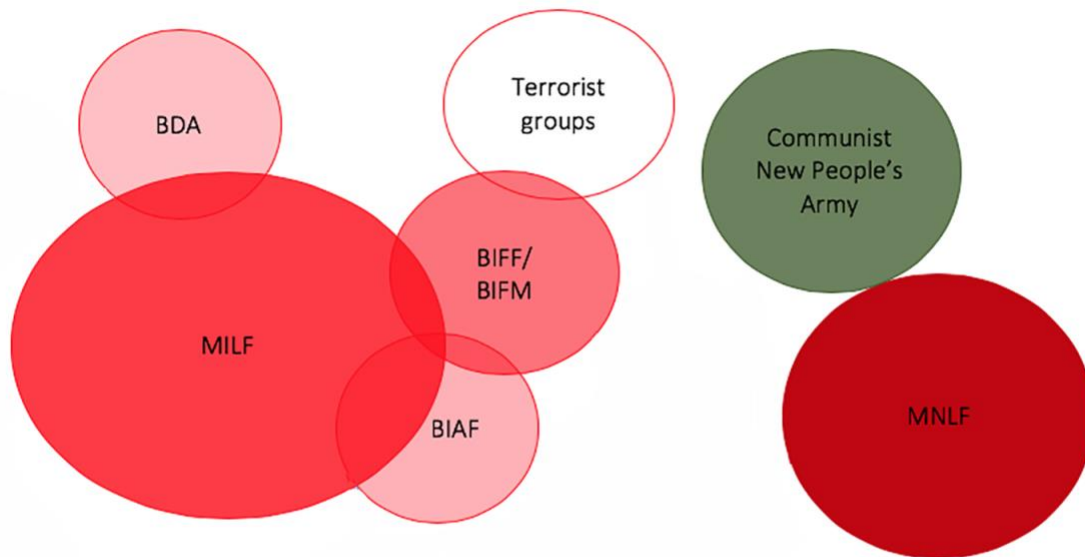 BDA
Terrorist
groups
Communist
New People’s
Army
BIFF/
BIFM
MILF
BIAF
MNLF